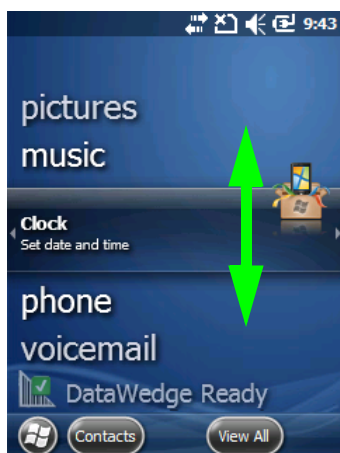 9:43
pictures
music
Clock
Set date and time
phone
voicemail
DataWedge Ready
Contacts
View All